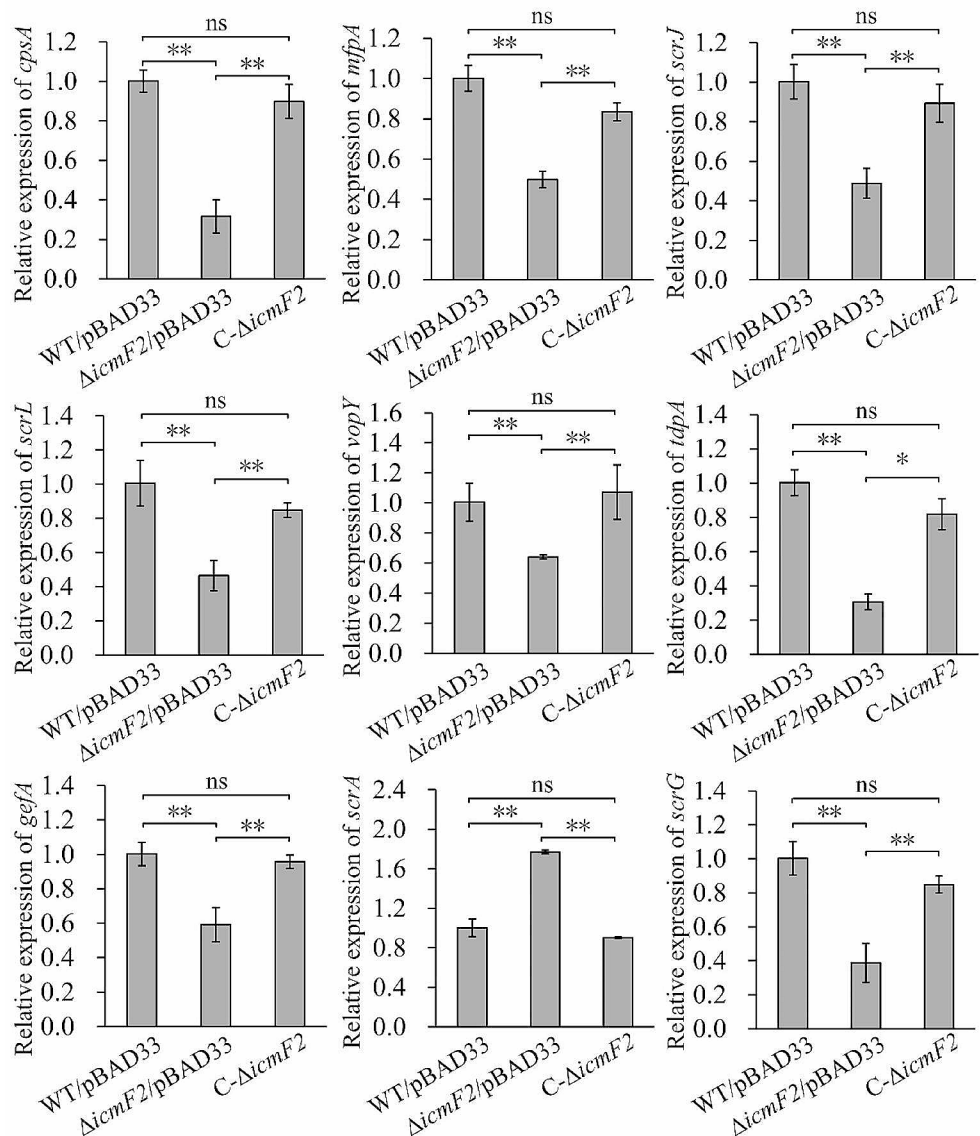 ns
** **
Relative expression of cpsA
1.2
1.0
0.8
0.6
0.4
0.2
0.0
WT/pBAD33
ΔicmF2/pBAD33
C-ΔicmF2
ns
** **
Relative expression of mfpA
1.2
1.0
0.8
0.6
0.4
0.2
0.0
WT/pBAD33
ΔicmF2/pBAD33
C-ΔicmF2
ns
** **
Relative expression of scrJ
1.2
1.0
0.8
0.6
0.4
0.2
0.0
WT/pBAD33
ΔicmF2/pBAD33
C-ΔicmF2
ns
** **
Relative expression of scrL
1.4
1.2
1.0
0.8
0.6
0.4
0.2
0.0
WT/pBAD33
ΔicmF2/pBAD33
C-ΔicmF2
ns
** **
Relative expression of vopY
1.6
1.4
1.2
1.0
0.8
0.6
0.4
0.2
0.0
WT/pBAD33
ΔicmF2/pBAD33
C-ΔicmF2
ns
** *
Relative expression of tdpA
1.4
1.2
1.0
0.8
0.6
0.4
0.2
0.0
WT/pBAD33
ΔicmF2/pBAD33
C-ΔicmF2
ns
** **
Relative expression of gefA
1.4
1.2
1.0
0.8
0.6
0.4
0.2
0.0
WT/pBAD33
ΔicmF2/pBAD33
C-ΔicmF2
ns
** **
Relative expression of scrA
2.4
2.0
1.6
1.2
0.8
0.4
0.0
WT/pBAD33
ΔicmF2/pBAD33
C-ΔicmF2
ns
** **
Relative expression of scrG
1.4
1.2
1.0
0.8
0.6
0.4
0.2
0.0
WT/pBAD33
ΔicmF2/pBAD33
C-ΔicmF2